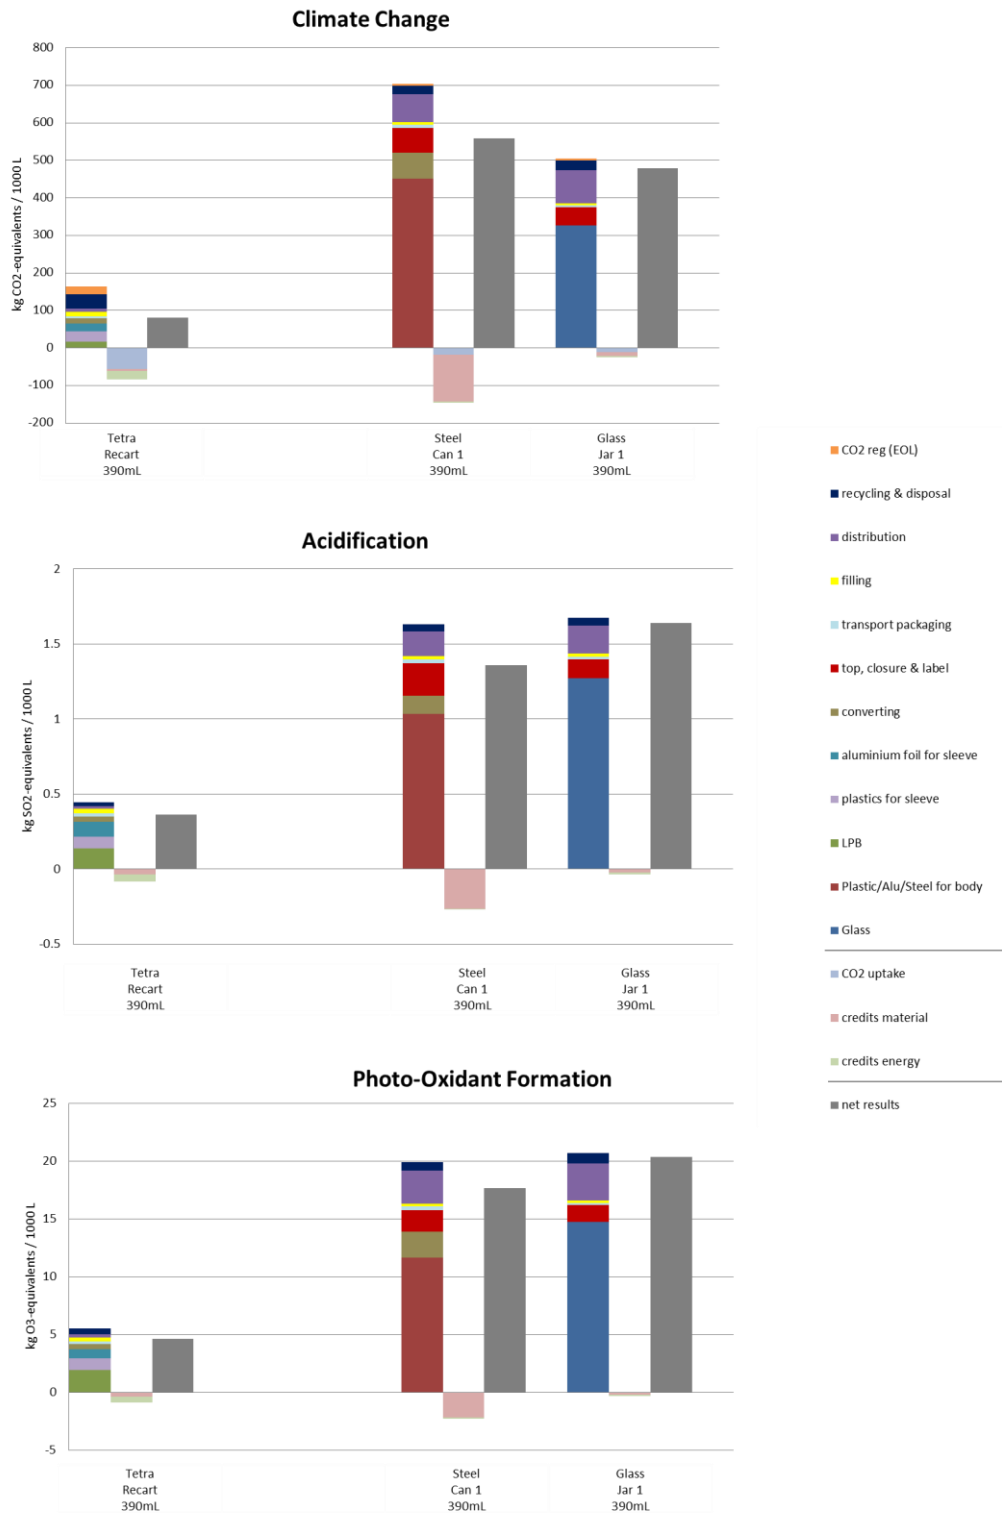 Climate Change
800
700
600
500
400
300
200
100
0
-100
-200
kg CO2-equivalents / 1000 L
Tetra
Recart
390mL
Steel
Can 1
390mL
Glass
Jar 1
390mL
Acidification
2
1.5
1
0.5
0
-0.5
kg SO2-equivalents / 1000 L
Tetra
Recart
390mL
Steel
Can 1
390mL
Glass
Jar 1
390mL
Photo-Oxidant Formation
25
20
15
10
5
0
-5
kg O3-equivalents / 1000 L
Tetra
Recart
390mL
Steel
Can 1
390mL
Glass
Jar 1
390mL
CO2 reg (EOL)
recycling & disposal
distribution
filling
transport packaging
top, closure & label
converting
aluminium foil for sleeve
plastics for sleeve
LPB
Plastic/Alu/Steel for body
Glass
CO2 uptake
credits material
credits energy
net results